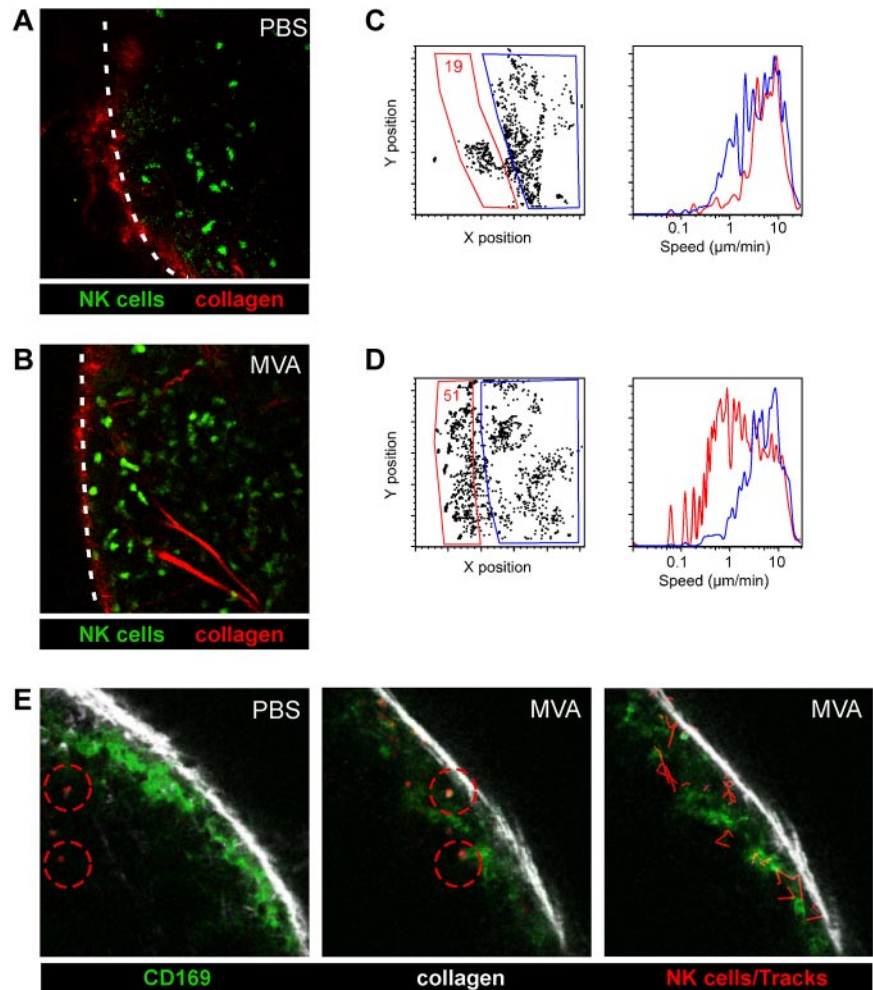 A
PBS
NK cells collagen
C
19
Y position
X position
0.1 1 10
Speed (µm/min)
B
MVA
NK cells collagen
D
51
Y position
X position
0.1 1 10
Speed (µm/min)
E
PBS
MVA
MVA
CD169 collagen NK cells/Tracks